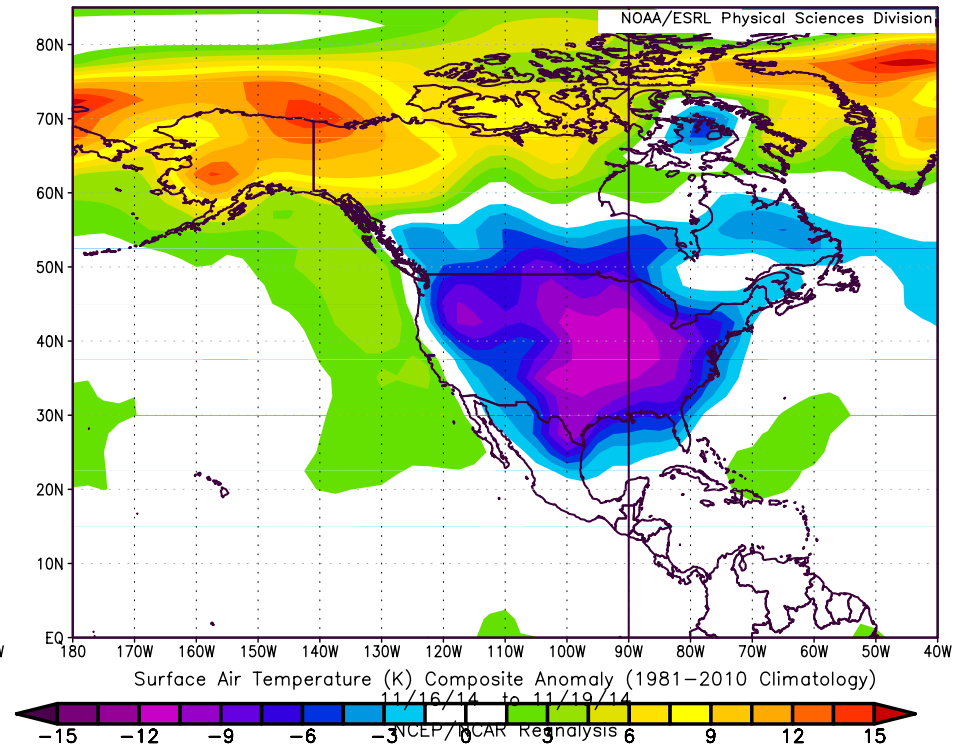 NOAA/ESRL Physical Sciences Division
80N
70N
60N
50N
40N
30N
20N
10N
EQ
180 170W 160W 150W 140W 130W 120W 110W 100W 90W 80W 70W 60W 50W 40W
Surface Air Temperature (K) Composite Anomaly (1981−2010 Climatology)
11/16/14 to 11/19/14
NCEP/NCAR Reanalysis
−15 −12 −9 −6 −3 0 3 6 9 12 15